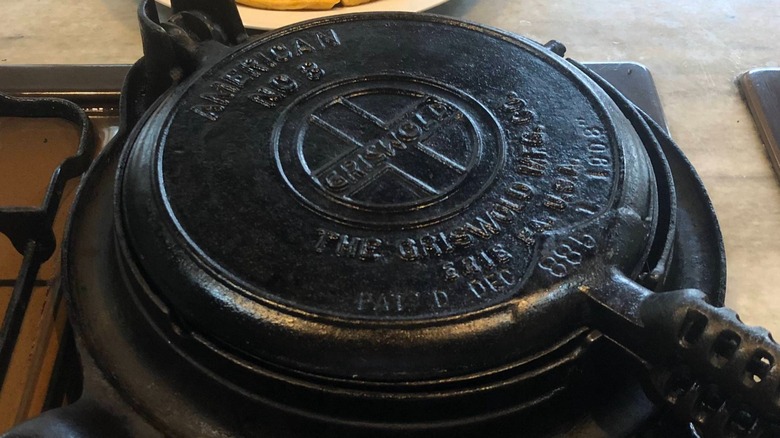 AMERICAN
NO 8
GRISWOLD
THE GRISWOLD MFG. CO.
ERIE PA. U.S.A.
PAT'D DEC. 1, 1908
885